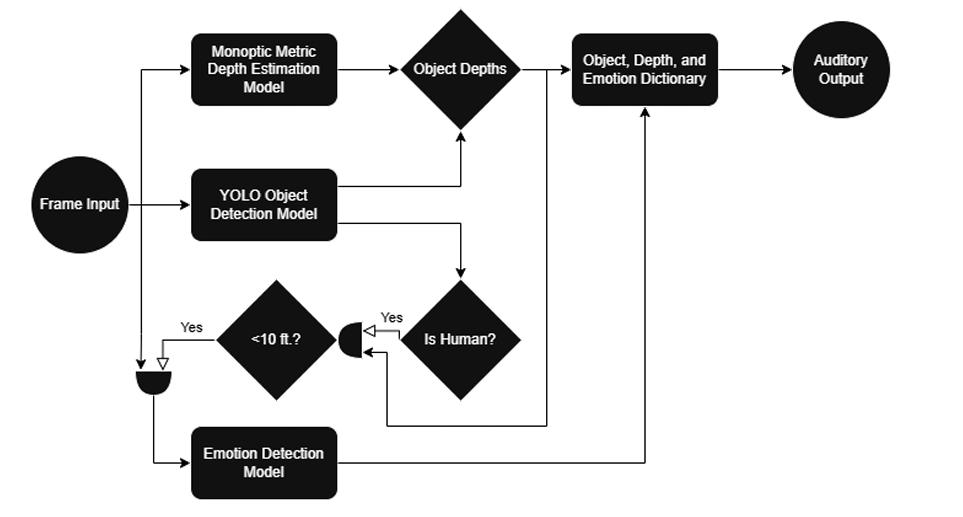 Monoptic Metric
Depth Estimation
Model
Object Depths
Object, Depth, and
Emotion Dictionary
Auditory
Output
Frame Input
YOLO Object
Detection Model
Yes
<10 ft.?
Yes
Is Human?
Emotion Detection
Model